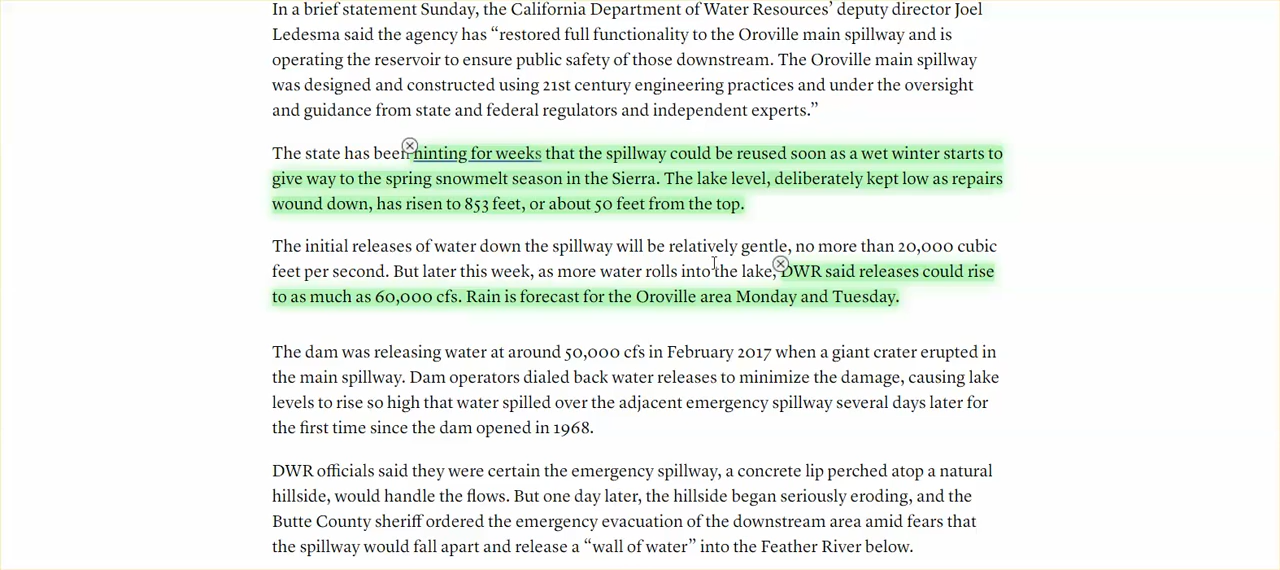 In a brief statement Sunday, the California Department of Water Resources’ deputy director Joel
Ledesma said the agency has “restored full functionality to the Oroville main spillway and is
operating the reservoir to ensure public safety of those downstream. The Oroville main spillway
was designed and constructed using 21st century engineering practices and under the oversight
and guidance from state and federal regulators and independent experts.”
The state has been hinting for weeks that the spillway could be reused soon as a wet winter starts to
give way to the spring snowmelt season in the Sierra. The lake level, deliberately kept low as repairs
wound down, has risen to 853 feet, or about 50 feet from the top.
The initial releases of water down the spillway will be relatively gentle, no more than 20,000 cubic
feet per second. But later this week, as more water rolls into the lake, DWR said releases could rise
to as much as 60,000 cfs. Rain is forecast for the Oroville area Monday and Tuesday.
The dam was releasing water at around 50,000 cfs in February 2017 when a giant crater erupted in
the main spillway. Dam operators dialed back water releases to minimize the damage, causing lake
levels to rise so high that water spilled over the adjacent emergency spillway several days later for
the first time since the dam opened in 1968.
DWR officials said they were certain the emergency spillway, a concrete lip perched atop a natural
hillside, would handle the flows. But one day later, the hillside began seriously eroding, and the
Butte County sheriff ordered the emergency evacuation of the downstream area amid fears that
the spillway would fall apart and release a “wall of water” into the Feather River below.